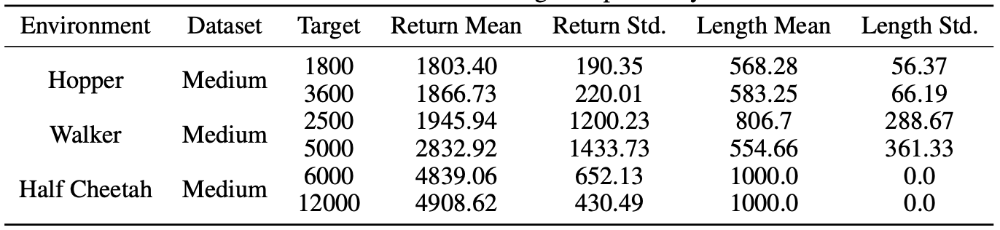 Environment Dataset Target Return Mean Return Std. Length Mean Length Std.
Hopper Medium 1800 1803.40 190.35 568.28 56.37
3600 1866.73 220.01 583.25 66.19
Walker Medium 2500 1945.94 1200.23 806.7 288.67
5000 2832.92 1433.73 554.66 361.33
Half Cheetah Medium 6000 4839.06 652.13 1000.0 0.0
12000 4908.62 430.49 1000.0 0.0